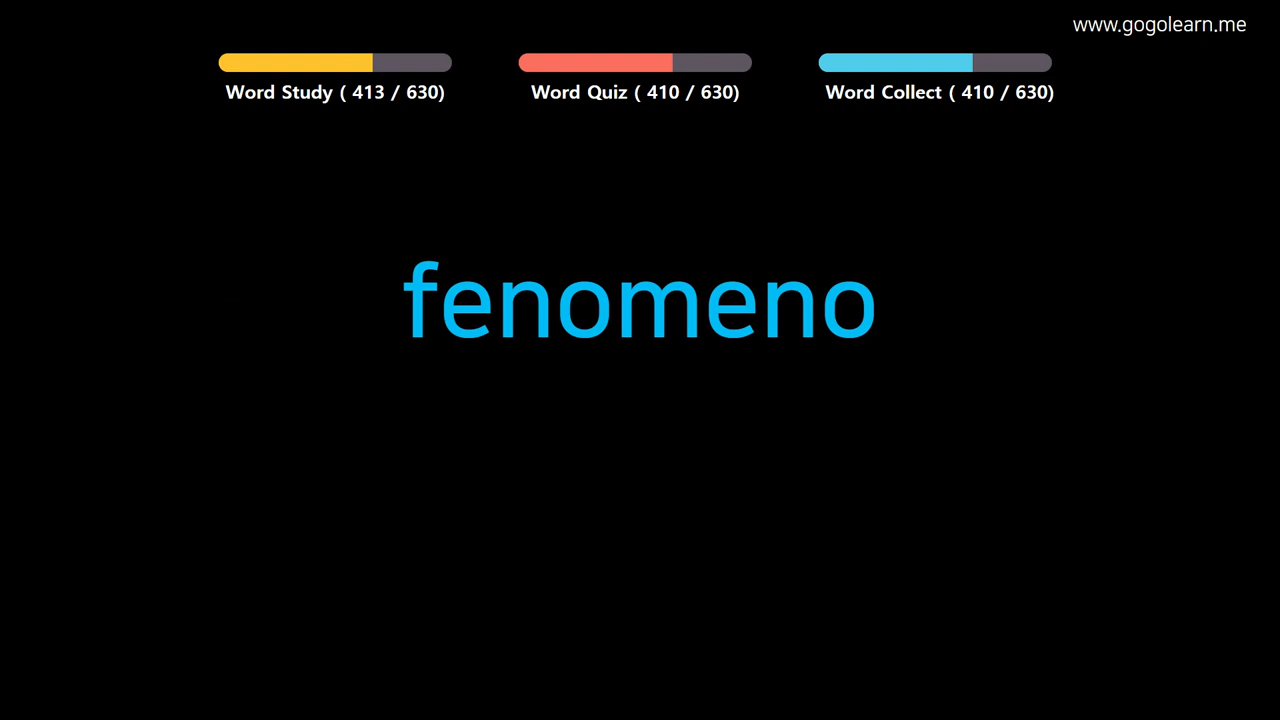 www.gogolearn.me
Word Study ( 413 / 630)
Word Quiz ( 410 / 630)
Word Collect ( 410 / 630)
fenomeno